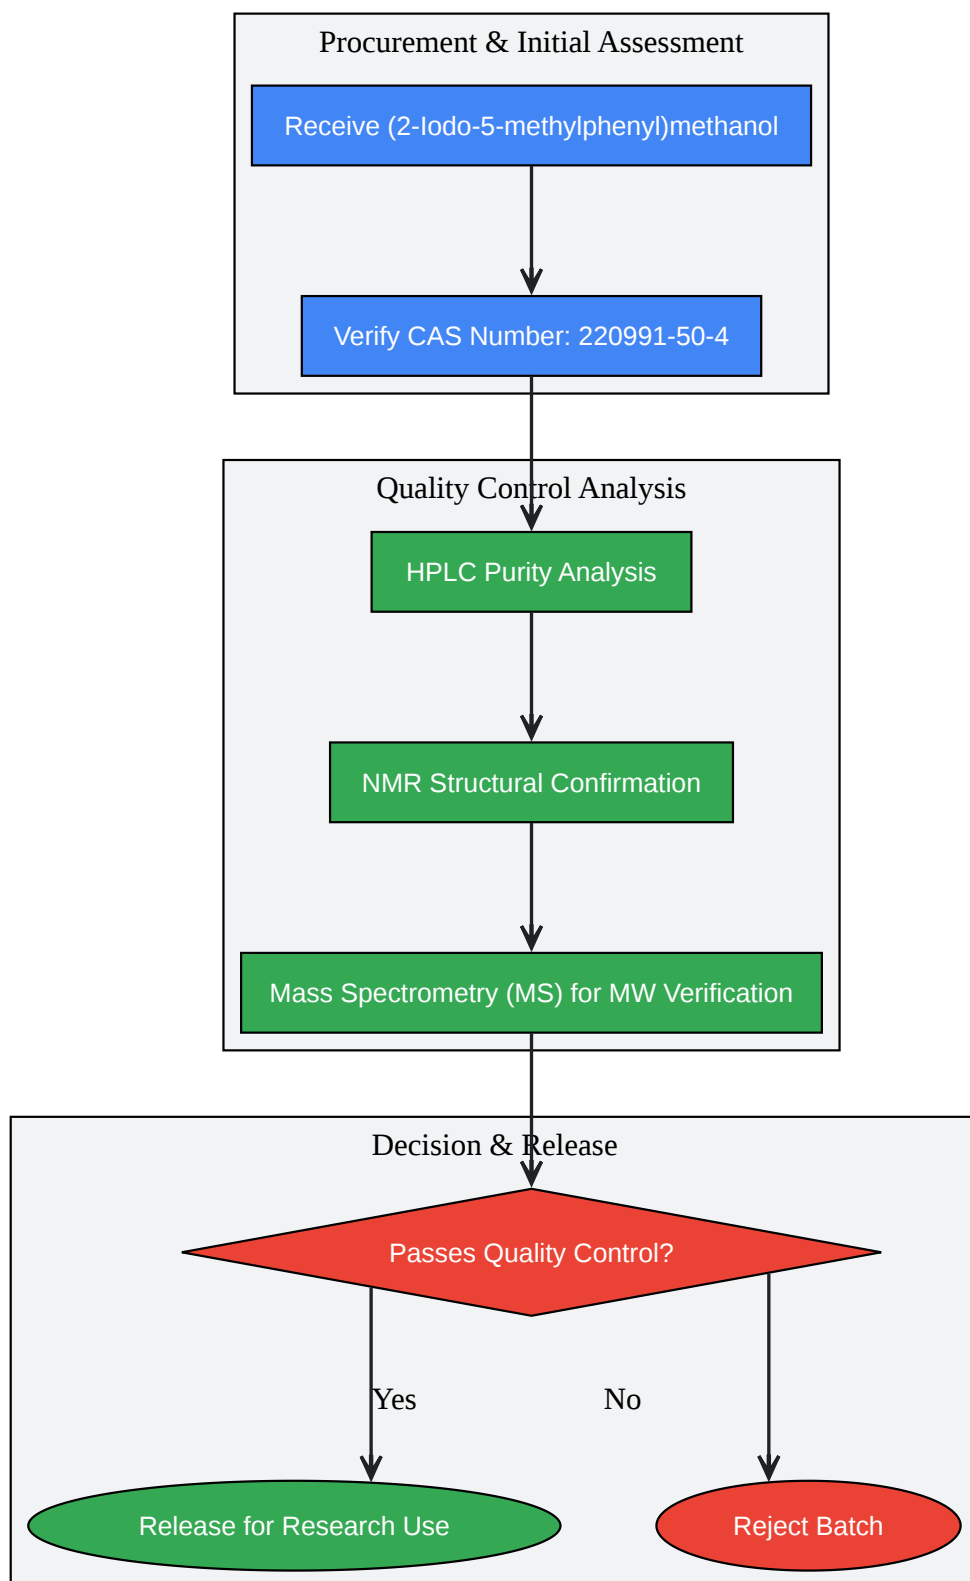 Procurement & Initial Assessment
Receive (2-Iodo-5-methylphenyl)methanol
Verify CAS Number: 220991-50-4
Quality Control Analysis
HPLC Purity Analysis
NMR Structural Confirmation
Mass Spectrometry (MS) for MW Verification
Decision & Release
Passes Quality Control?
Yes
No
Release for Research Use
Reject Batch